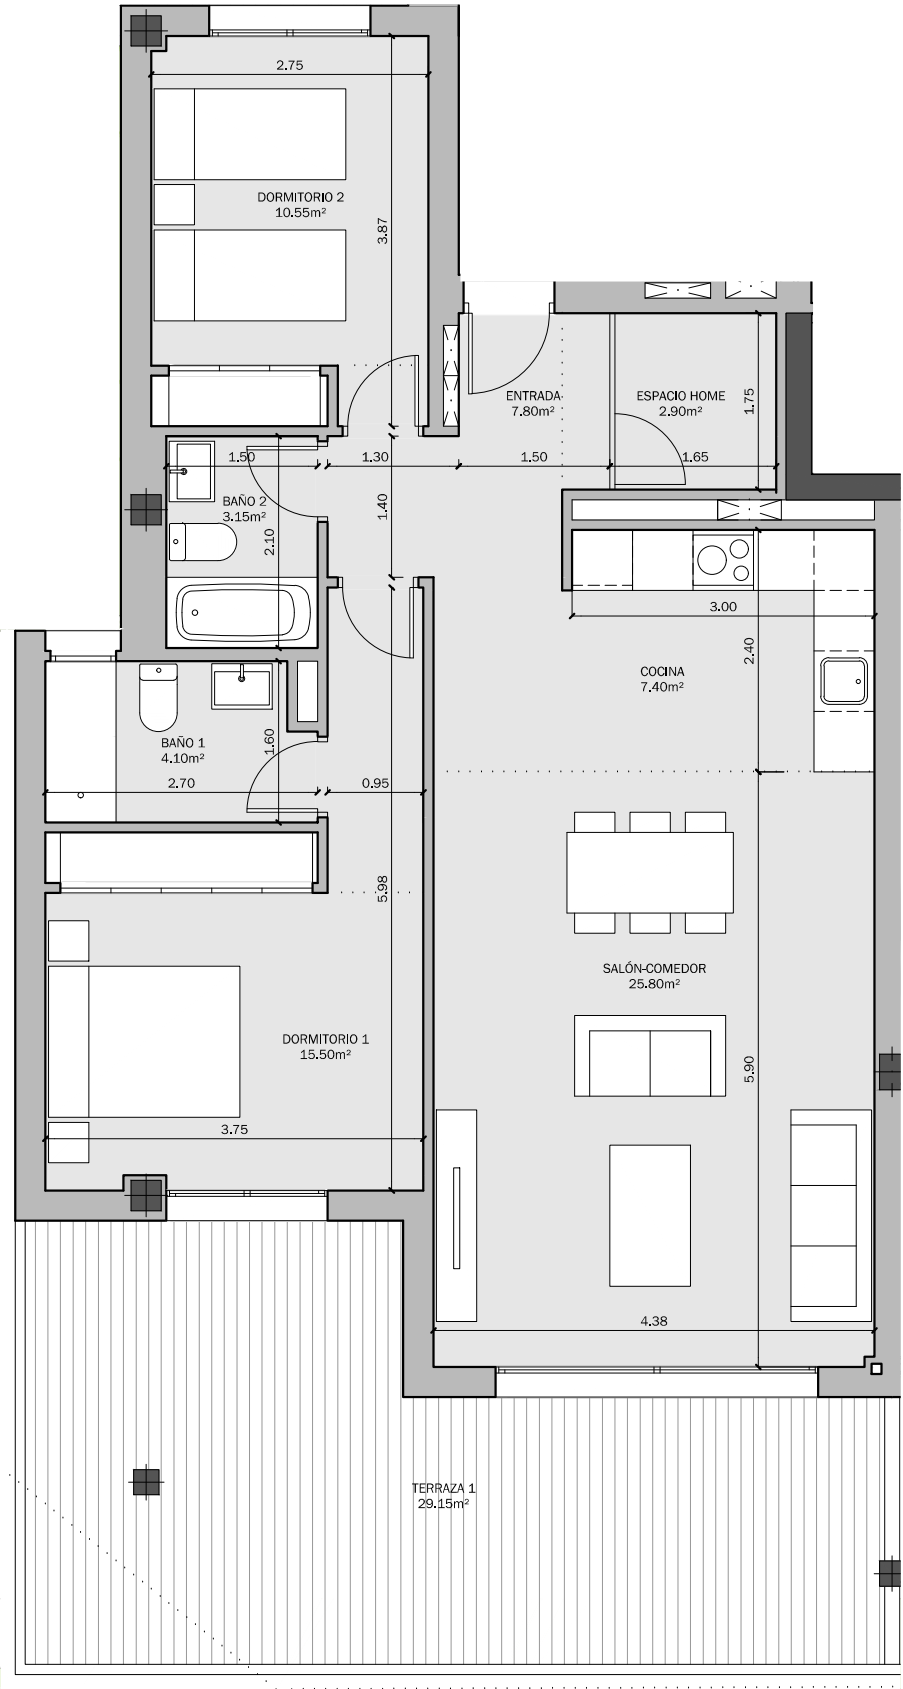 2.75
DORMITORIO 2
10.55m²
3.87
ENTRADA
7.80m²
ESPACIO HOME
2.90m²
1.75
1.50
1.30
1.50
1.65
BAÑO 2
3.15m²
2.10
1.40
3.00
2.40
COCINA
7.40m²
BAÑO 1
4.10m²
1.60
2.70
0.95
5.98
SALÓN-COMEDOR
25.80m²
DORMITORIO 1
15.50m²
5.90
3.75
4.38
TERRAZA 1
29.15m²